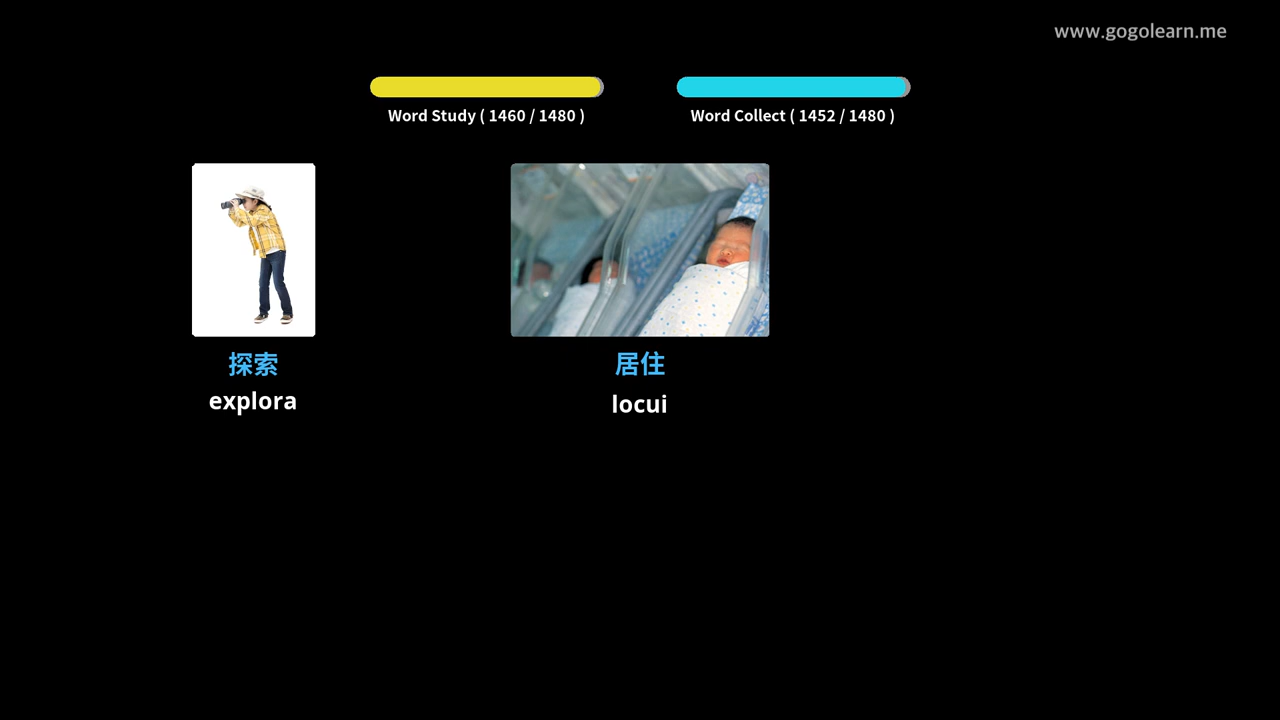 www.gogolearn.me
Word Study ( 1460 / 1480 )
Word Collect ( 1452 / 1480 )
探索
explora
居住
locui